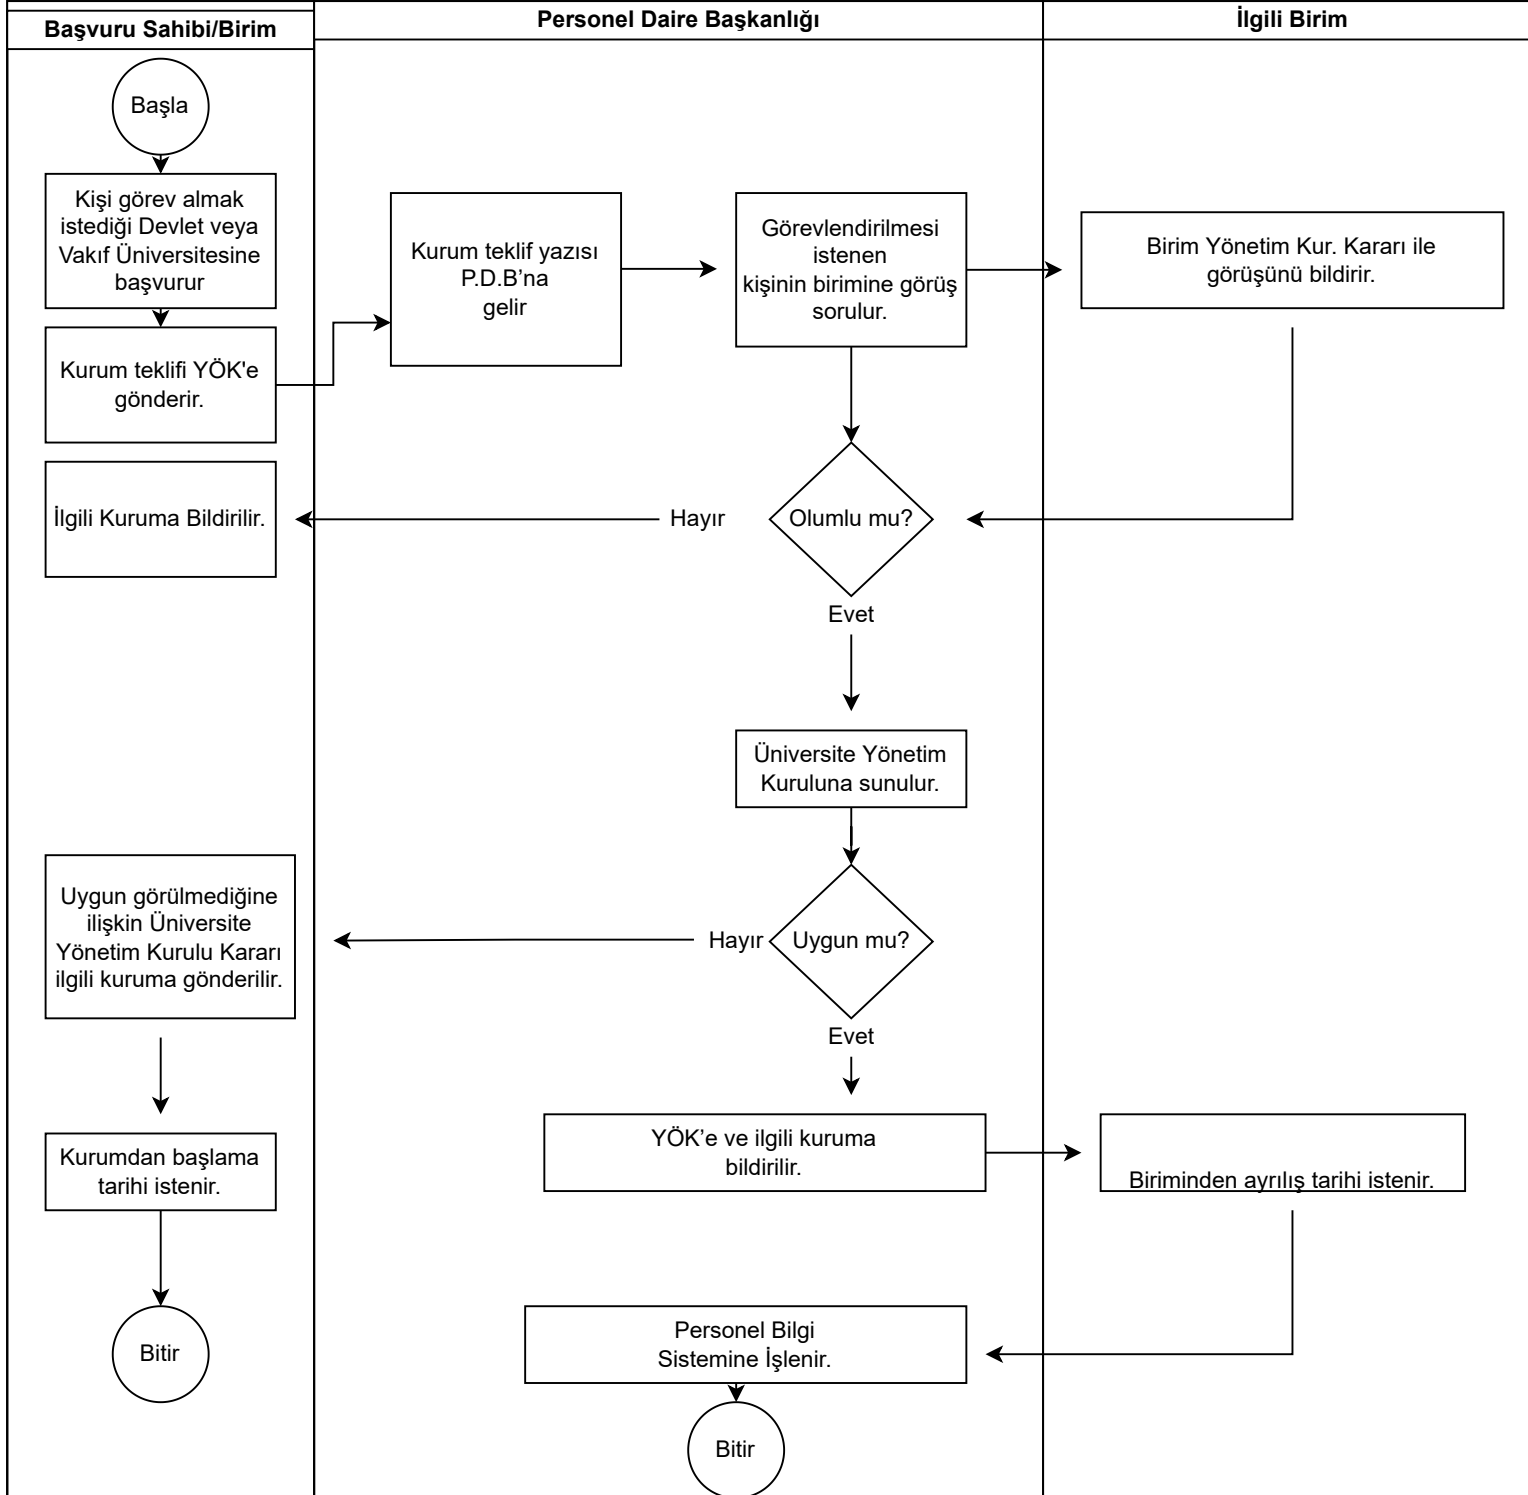 Başvuru Sahibi/Birim
Personel Daire Başkanlığı
İlgili Birim
Başla
Kişi görev almak
istediği Devlet veya
Vakıf Üniversitesine
başvurur
Kurum teklifi YÖK'e
gönderir.
Kurum teklif yazısı
P.D.B’na
gelir
Görevlendirilmesi
istenen
kişinin birimine görüş
sorulur.
Birim Yönetim Kur. Kararı ile
görüşünü bildirir.
İlgili Kuruma Bildirilir.
Hayır
Olumlu mu?
Evet
Üniversite Yönetim
Kuruluna sunulur.
Uygun görülmediğine
ilişkin Üniversite
Yönetim Kurulu Kararı
ilgili kuruma gönderilir.
Hayır
Uygun mu?
Evet
Kurumdan başlama
tarihi istenir.
YÖK’e ve ilgili kuruma
bildirilir.
Biriminden ayrılış tarihi istenir.
Bitir
Personel Bilgi
Sistemine İşlenir.
Bitir